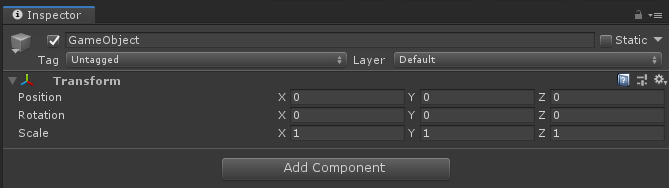 Inspector
GameObject Static
Tag Untagged Layer Default
Transform
Position X 0 Y 0 Z 0
Rotation X 0 Y 0 Z 0
Scale X 1 Y 1 Z 1
Add Component